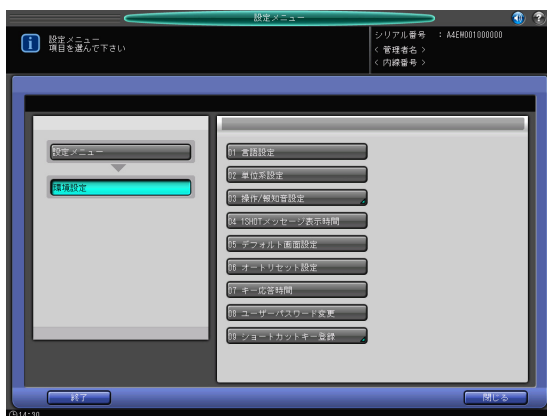 設定メニュー
設定メニュー
項目を選んで下さい
シリアル番号 : A4EW001000000
< 管理者名 >
< 内線番号 >
設定メニュー
環境設定
01 言語設定
02 単位系設定
03 操作/報知音設定
04 1SHOTメッセージ表示時間
05 デフォルト画面設定
06 オートリセット設定
07 キー応答時間
08 ユーザーパスワード変更
09 ショートカットキー登録
終了
閉じる
14:30